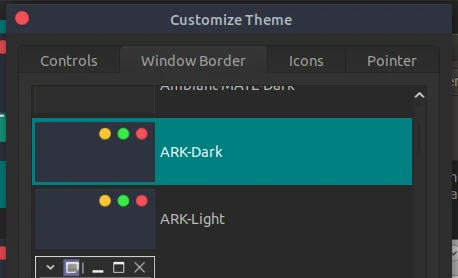 Customize Theme
Controls Window Border Icons Pointer
Ambiant-MATE-Dark
ARK-Dark
ARK-Light